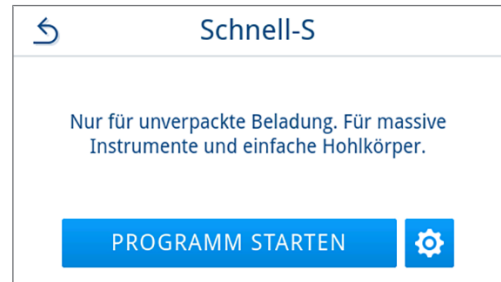 Schnell-S
Nur für unverpackte Beladung. Für massive
Instrumente und einfache Hohlkörper.
PROGRAMM STARTEN